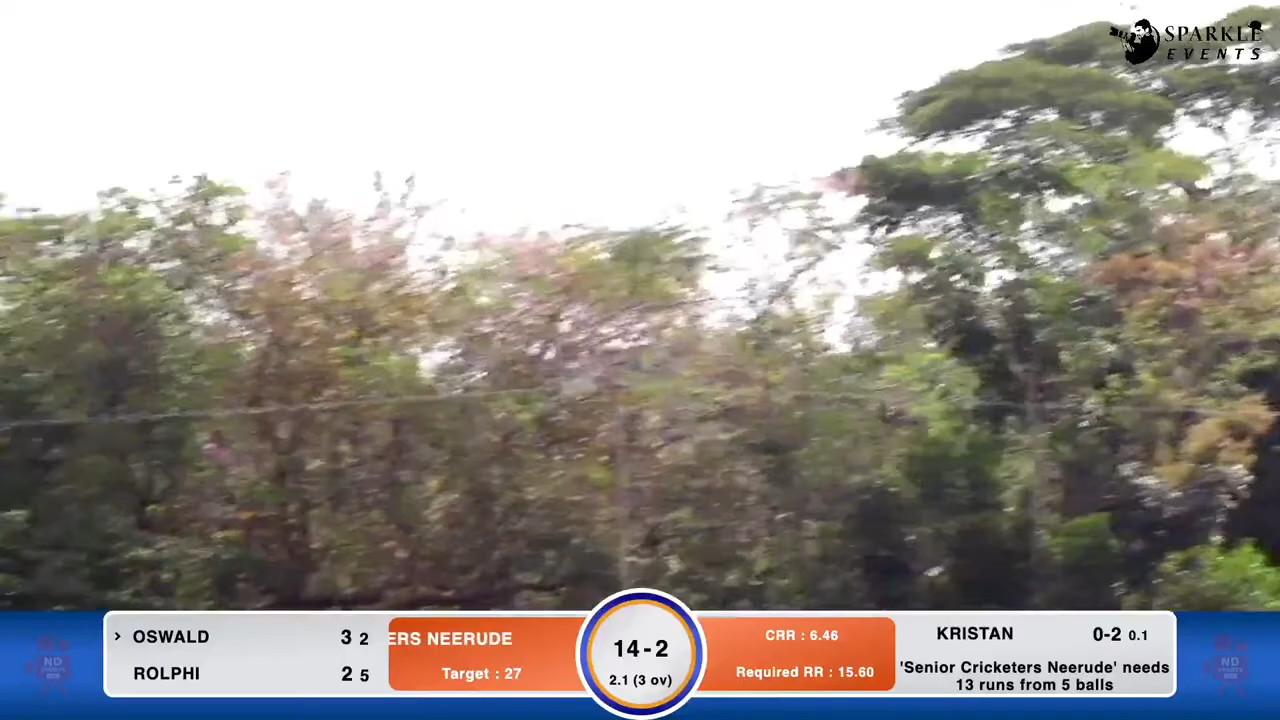 SPARKLE
EVENTS
› OSWALD 3 2
ROLPHI 2 5
ERS NEERUDE
Target : 27
14-2
2.1 (3 ov)
CRR : 6.46
Required RR : 15.60
KRISTAN 0-2 0.1
'Senior Cricketers Neerude' needs
13 runs from 5 balls
ND
ND